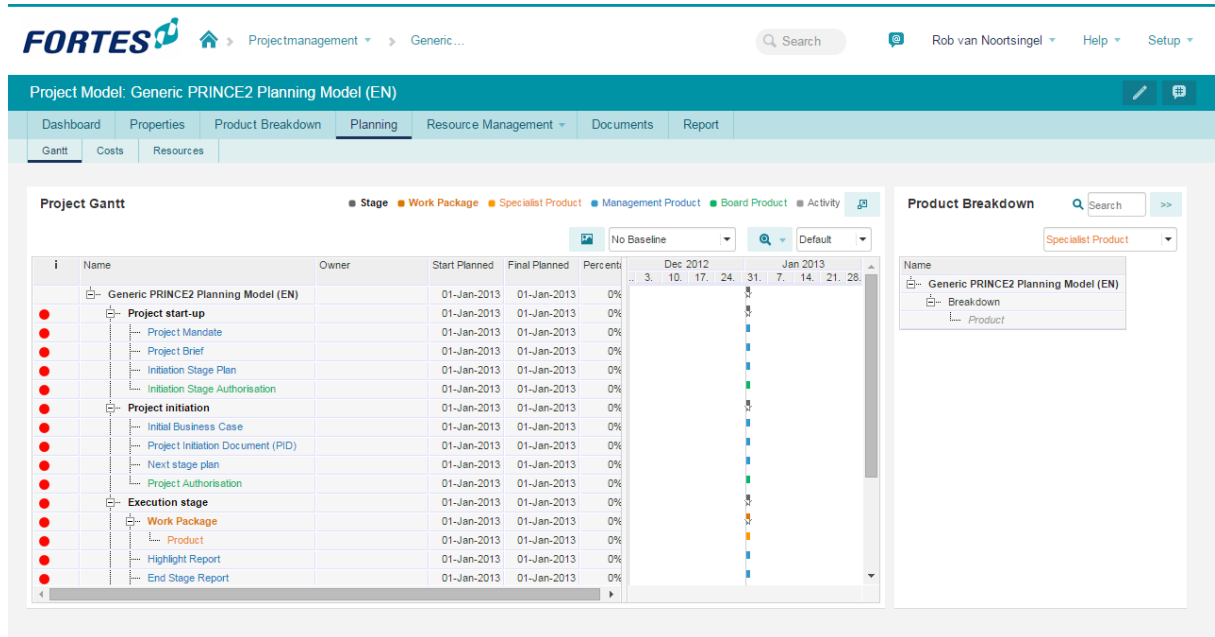 FORTES > Projectmanagement > Generic... Search Rob van Noortsingel Help Setup
Project Model: Generic PRINCE2 Planning Model (EN)
Dashboard Properties Product Breakdown Planning Resource Management Documents Report
Gantt Costs Resources
Project Gantt Stage Work Package Specialist Product Management Product Board Product Activity
No Baseline Default
i Name Owner Start Planned Final Planned Percenta Dec 2012 Jan 2013
.. 3. 10. 17. 24. 31. 7. 14. 21. 28.
Generic PRINCE2 Planning Model (EN) 01-Jan-2013 01-Jan-2013 0%
Project start-up 01-Jan-2013 01-Jan-2013 0%
Project Mandate 01-Jan-2013 01-Jan-2013 0%
Project Brief 01-Jan-2013 01-Jan-2013 0%
Initiation Stage Plan 01-Jan-2013 01-Jan-2013 0%
Initiation Stage Authorisation 01-Jan-2013 01-Jan-2013 0%
Project initiation 01-Jan-2013 01-Jan-2013 0%
Initial Business Case 01-Jan-2013 01-Jan-2013 0%
Project Initiation Document (PID) 01-Jan-2013 01-Jan-2013 0%
Next stage plan 01-Jan-2013 01-Jan-2013 0%
Project Authorisation 01-Jan-2013 01-Jan-2013 0%
Execution stage 01-Jan-2013 01-Jan-2013 0%
Work Package 01-Jan-2013 01-Jan-2013 0%
Product 01-Jan-2013 01-Jan-2013 0%
Highlight Report 01-Jan-2013 01-Jan-2013 0%
End Stage Report 01-Jan-2013 01-Jan-2013 0%
Product Breakdown Search >>
Specialist Product
Name
Generic PRINCE2 Planning Model (EN)
Breakdown
Product